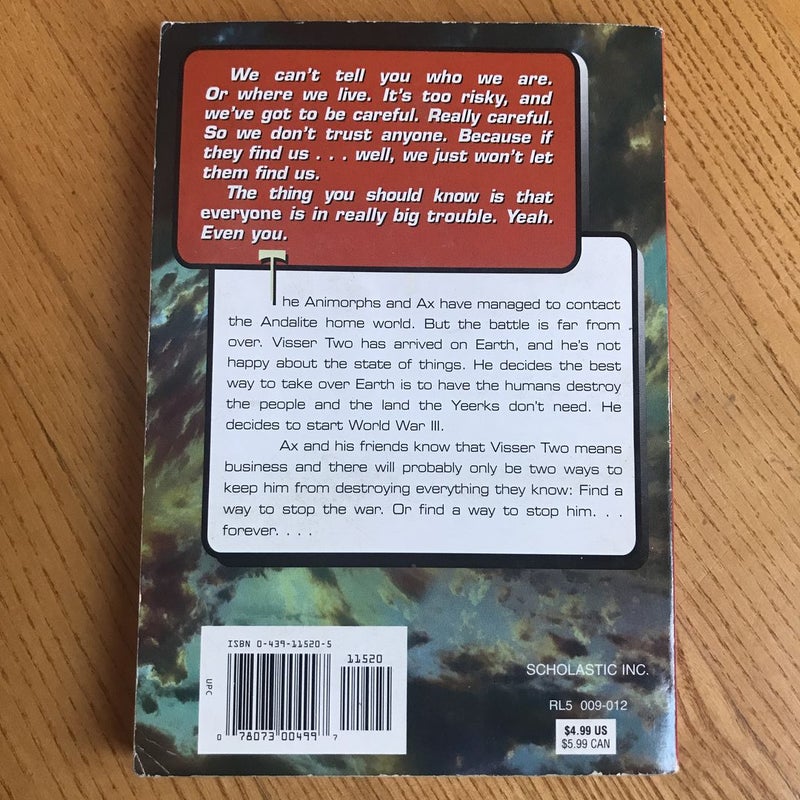 We can't tell you who we are.
Or where we live. It's too risky, and
we've got to be careful. Really careful.
So we don't trust anyone. Because if
they find us . . . well, we just won't let
them find us.
The thing you should know is that
everyone is in really big trouble. Yeah.
Even you.
The Animorphs and Ax have managed to contact
the Andalite home world. But the battle is far from
over. Visser Two has arrived on Earth, and he's not
happy about the state of things. He decides the best
way to take over Earth is to have the humans destroy
the people and the land the Yeerks don't need. He
decides to start World War III.
Ax and his friends know that Visser Two means
business and there will probably only be two ways to
keep him from destroying everything they know: Find a
way to stop the war. Or find a way to stop him. . .
forever. . . .
ISBN 0-439-11520-5
11520
UPC
0 78073 00499 7
SCHOLASTIC INC.
RL5 009-012
$4.99 US
$5.99 CAN